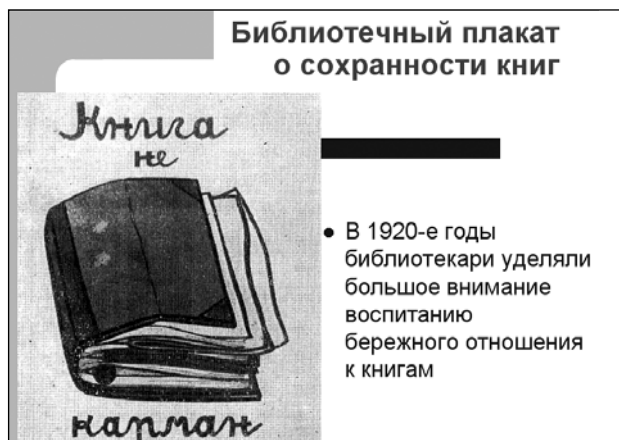 Библиотечный плакат
о сохранности книг
Книга
не
карман
• В 1920-е годы
библиотекари уделяли
большое внимание
воспитанию
бережного отношения
к книгам